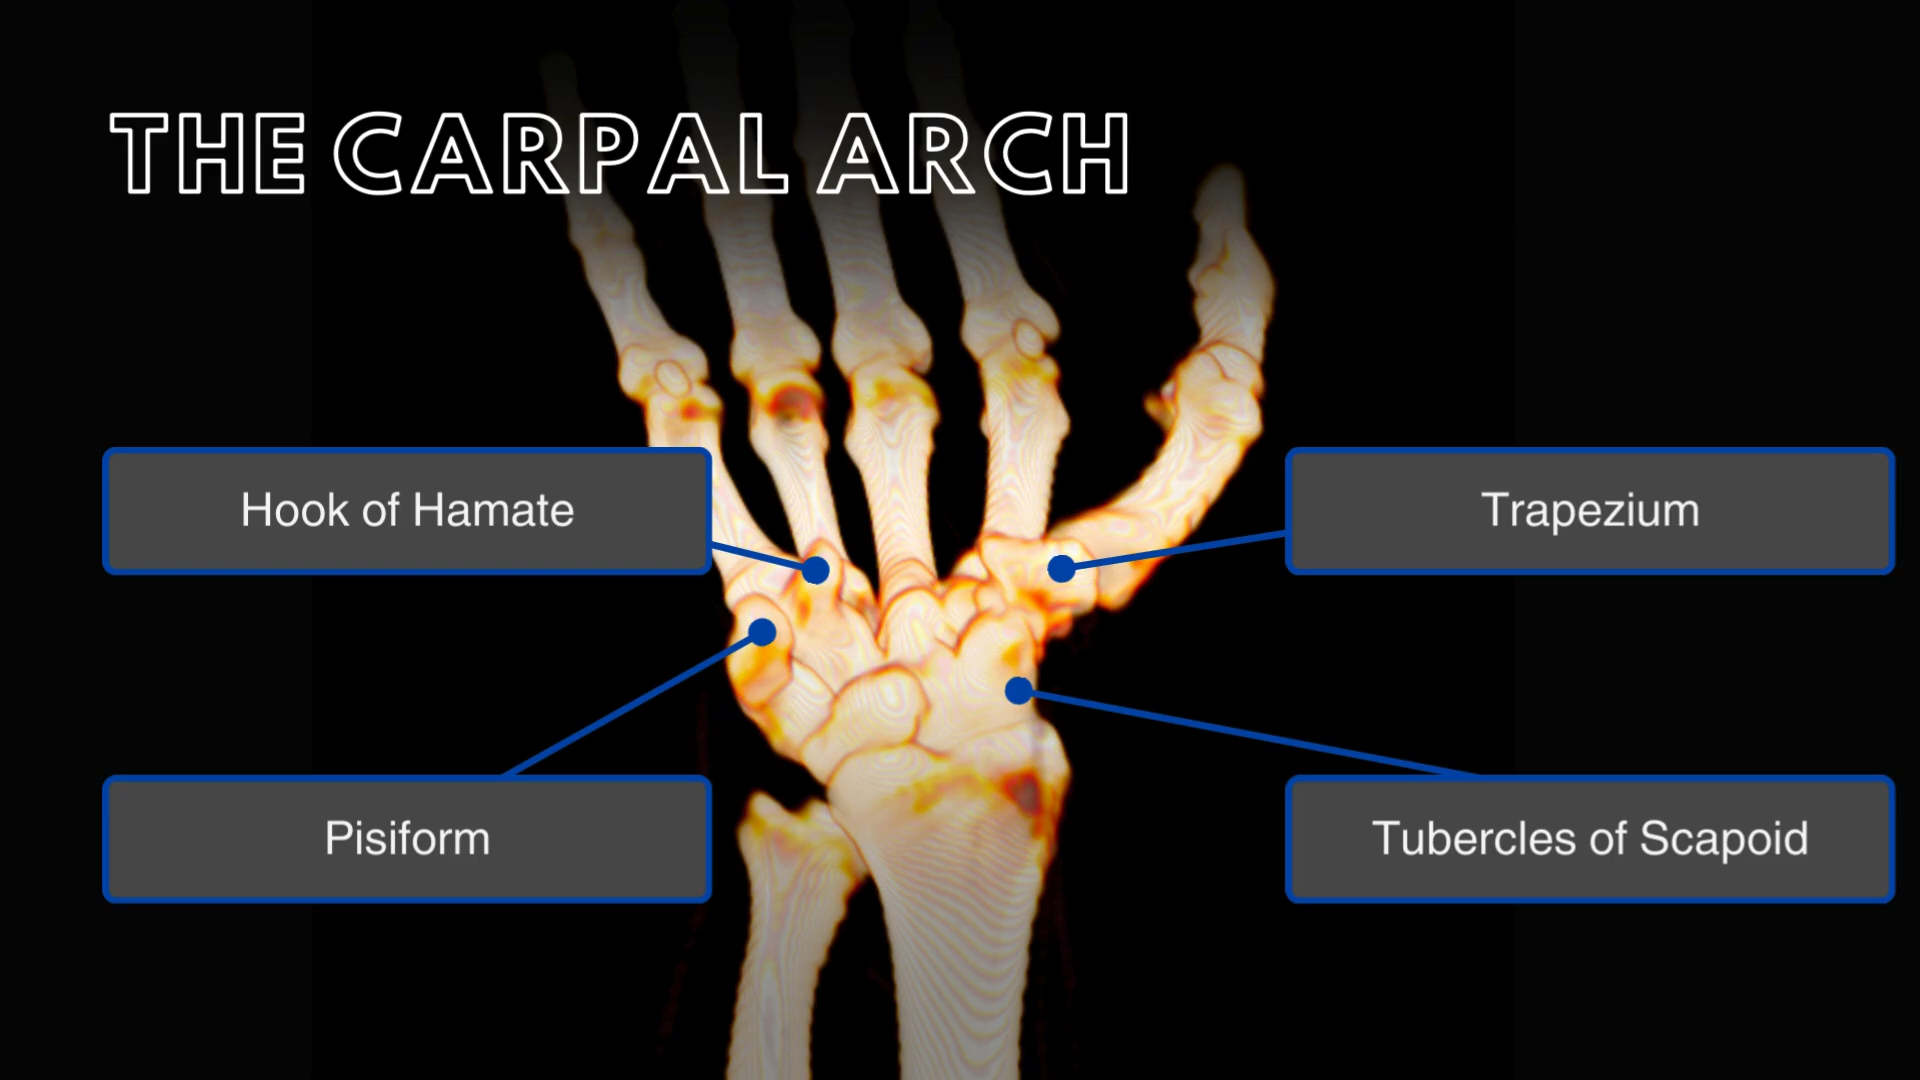 THE CARPAL ARCH
Hook of Hamate
Trapezium
Pisiform
Tubercles of Scapoid